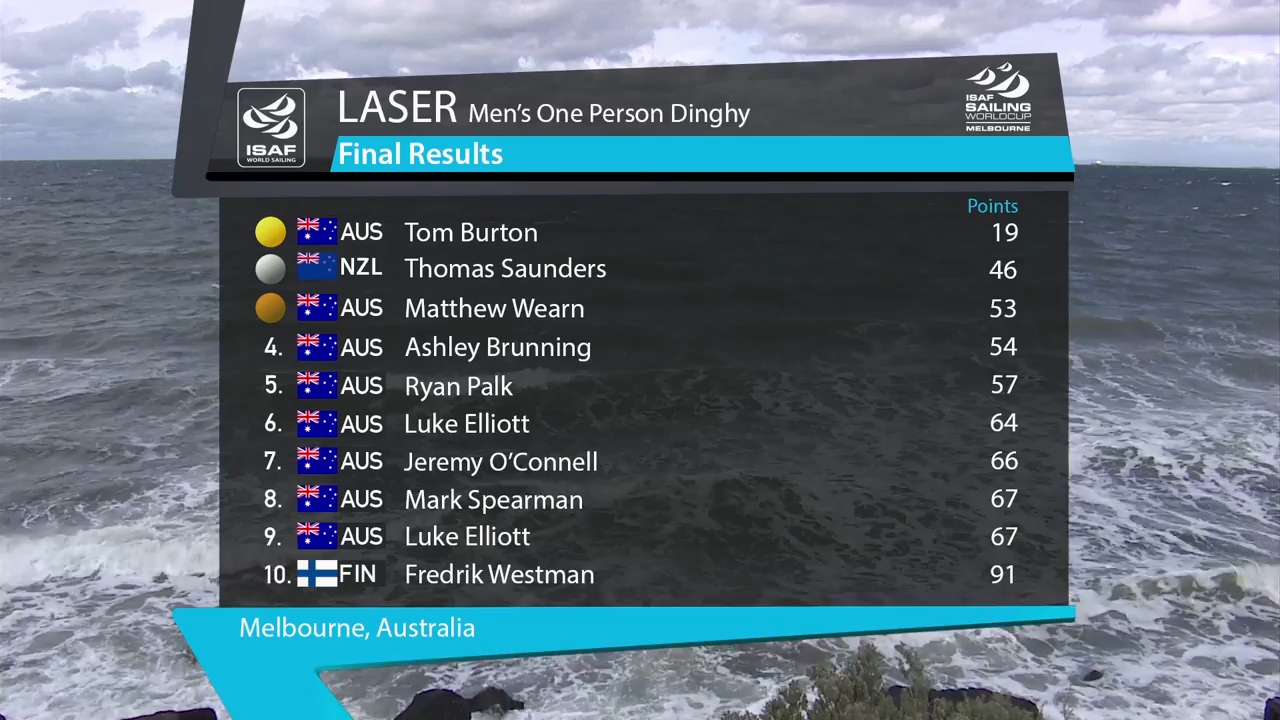 LASER Men's One Person Dinghy
ISAF
WORLD SAILING
ISAF
SAILING
WORLDCUP
MELBOURNE
Final Results
Points
AUS Tom Burton 19
NZL Thomas Saunders 46
AUS Matthew Wearn 53
4. AUS Ashley Brunning 54
5. AUS Ryan Palk 57
6. AUS Luke Elliott 64
7. AUS Jeremy O’Connell 66
8. AUS Mark Spearman 67
9. AUS Luke Elliott 67
10. FIN Fredrik Westman 91
Melbourne, Australia